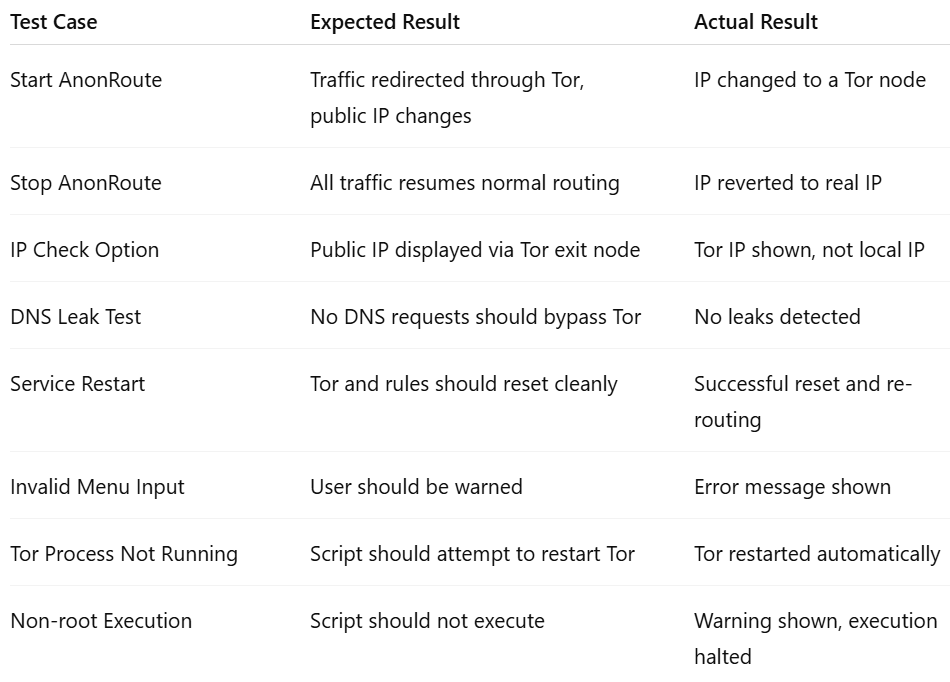 Test Case Expected Result Actual Result
Start AnonRoute Traffic redirected through Tor, IP changed to a Tor node
public IP changes
Stop AnonRoute All traffic resumes normal routing IP reverted to real IP
IP Check Option Public IP displayed via Tor exit node Tor IP shown, not local IP
DNS Leak Test No DNS requests should bypass Tor No leaks detected
Service Restart Tor and rules should reset cleanly Successful reset and re-
routing
Invalid Menu Input User should be warned Error message shown
Tor Process Not Running Script should attempt to restart Tor Tor restarted automatically
Non-root Execution Script should not execute Warning shown, execution
halted